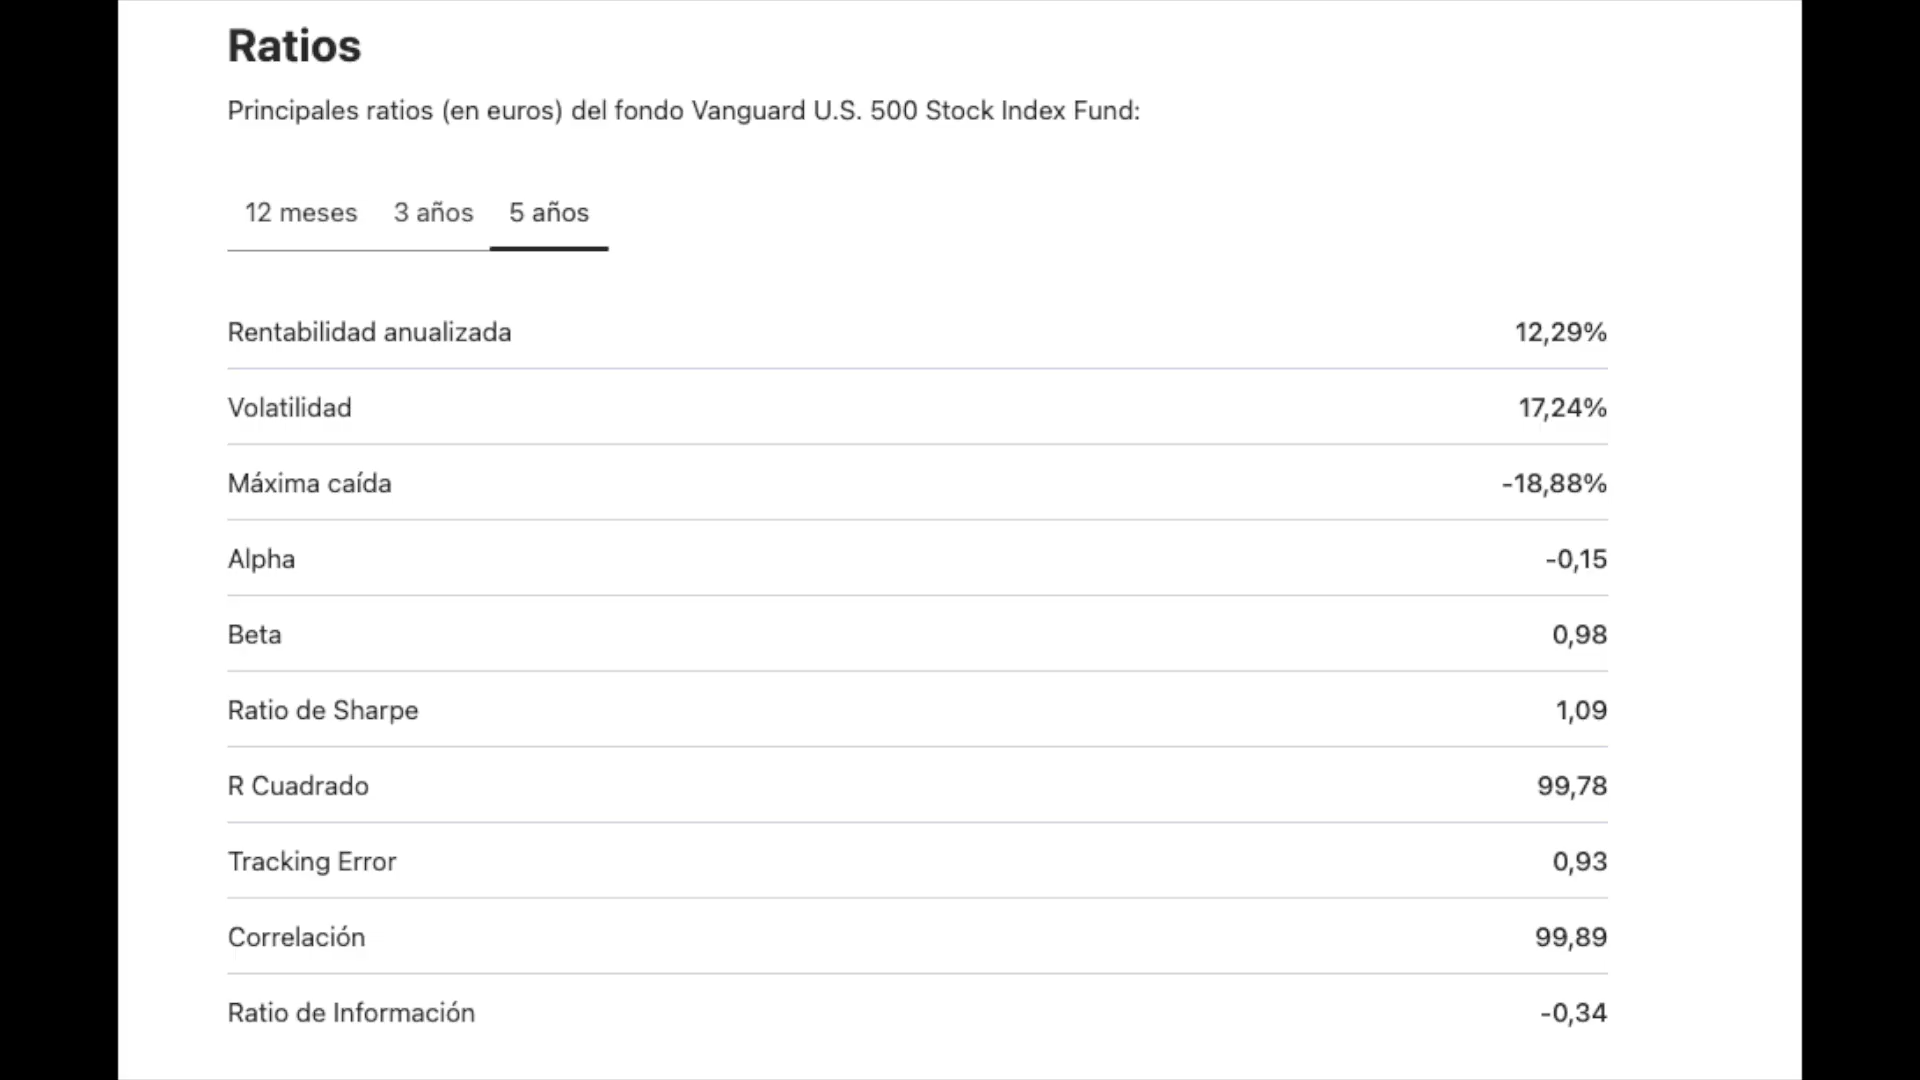 Ratios
Principales ratios (en euros) del fondo Vanguard U.S. 500 Stock Index Fund:
12 meses 3 años 5 años
Rentabilidad anualizada 12,29%
Volatilidad 17,24%
Máxima caída -18,88%
Alpha -0,15
Beta 0,98
Ratio de Sharpe 1,09
R Cuadrado 99,78
Tracking Error 0,93
Correlación 99,89
Ratio de Información -0,34